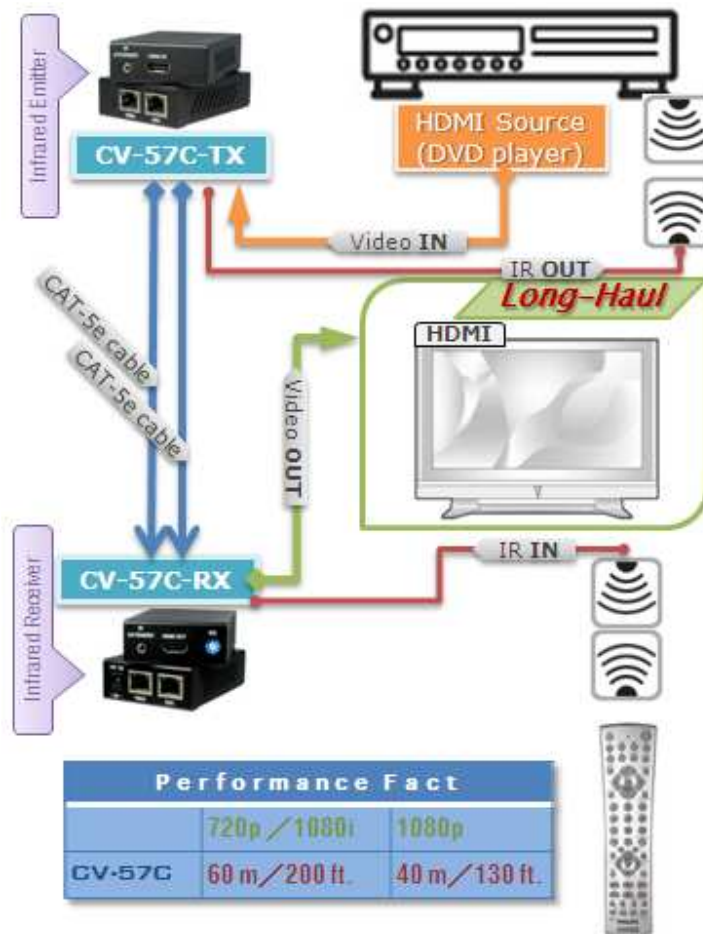 Infrared Emitter
CV-57C-TX
HDMI Source
(DVD player)
Video IN
IR OUT
Long-Haul
HDMI
CAT-5e cable
CAT-5e cable
Video OUT
CV-57C-RX
IR IN
Infrared Receiver
HDMI OUT
Performance Fact
720p／1080i 1080p
CV-57C 60 m／200 ft. 40 m／130 ft.